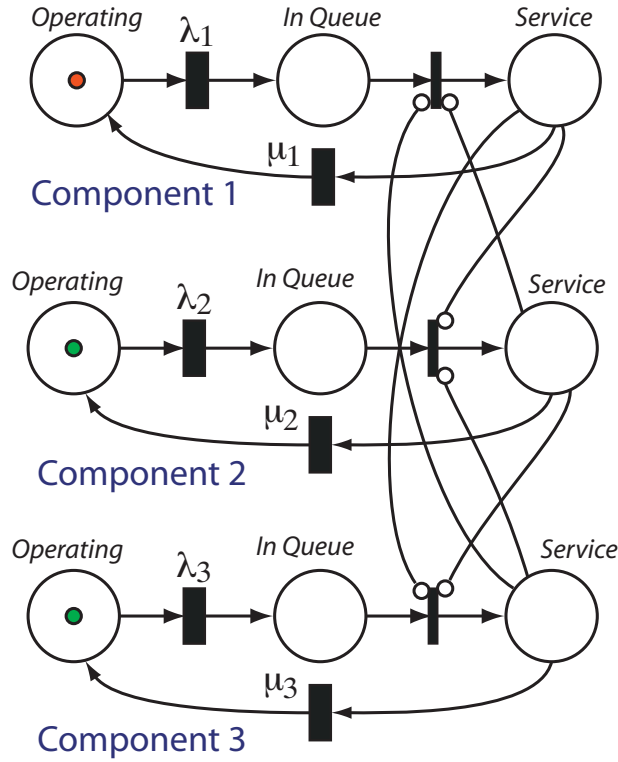 Operating In Queue Service
λ1
μ1
Component 1
Operating In Queue Service
λ2
μ2
Component 2
Operating In Queue Service
λ3
μ3
Component 3